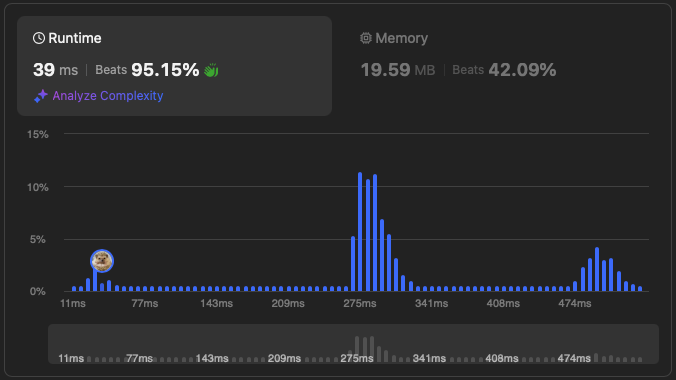 Runtime
39 ms | Beats 95.15%
Analyze Complexity
Memory
19.59 MB | Beats 42.09%
15%
10%
5%
0%
11ms 77ms 143ms 209ms 275ms 341ms 408ms 474ms
11ms 77ms 143ms 209ms 275ms 341ms 408ms 474ms